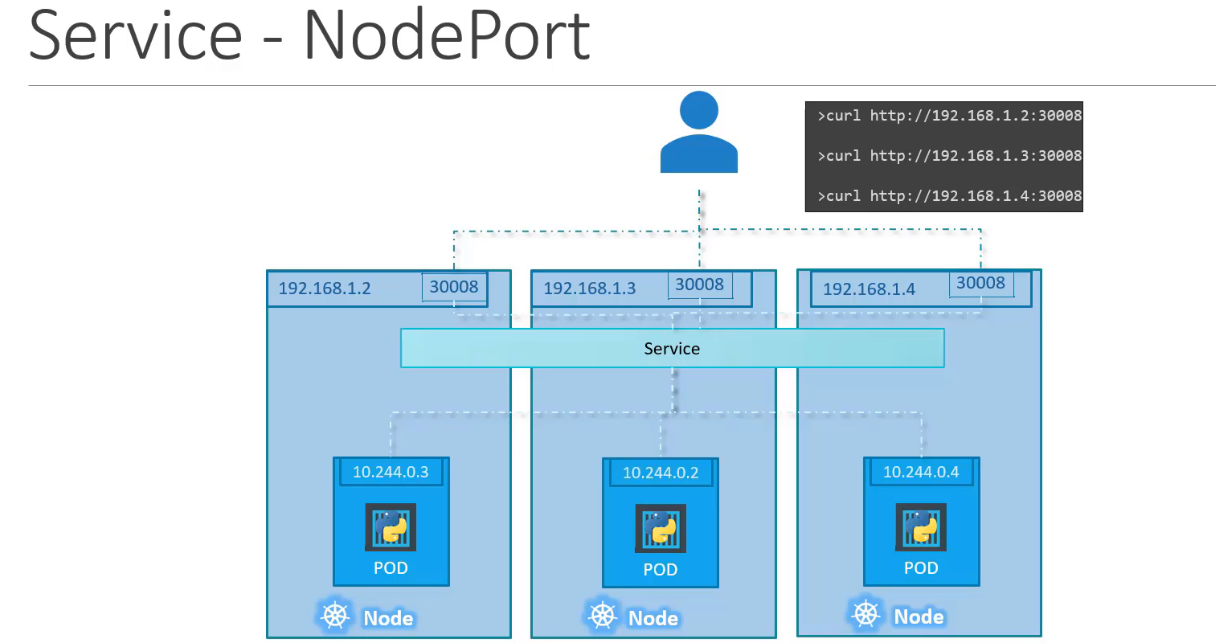 Service - NodePort
>curl http://192.168.1.2:30008
>curl http://192.168.1.3:30008
>curl http://192.168.1.4:30008
192.168.1.2
30008
192.168.1.3
30008
192.168.1.4
30008
Service
10.244.0.3
10.244.0.2
10.244.0.4
POD
POD
POD
Node
Node
Node